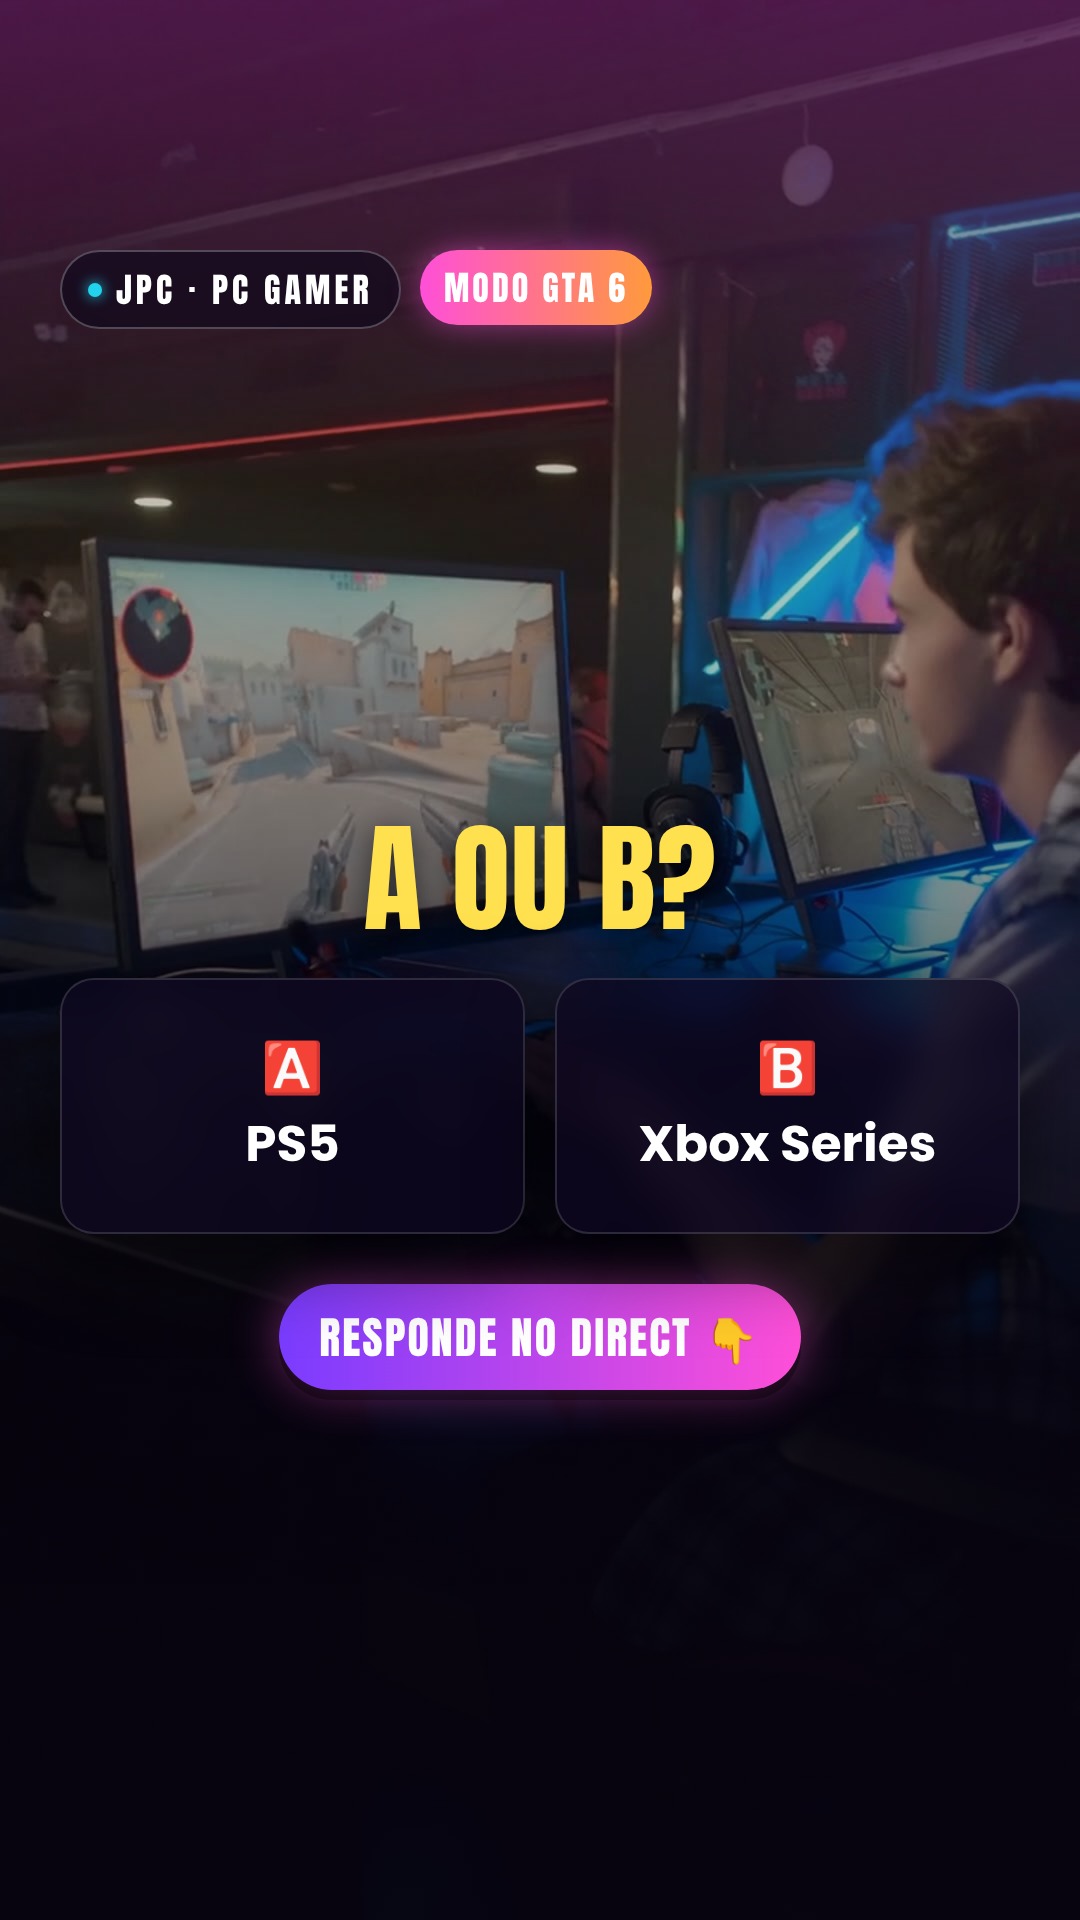 JPC · PC GAMER
MODO GTA 6
A OU B?
🅰️
🅱️
PS5
Xbox Series
RESPONDE NO DIRECT 👇